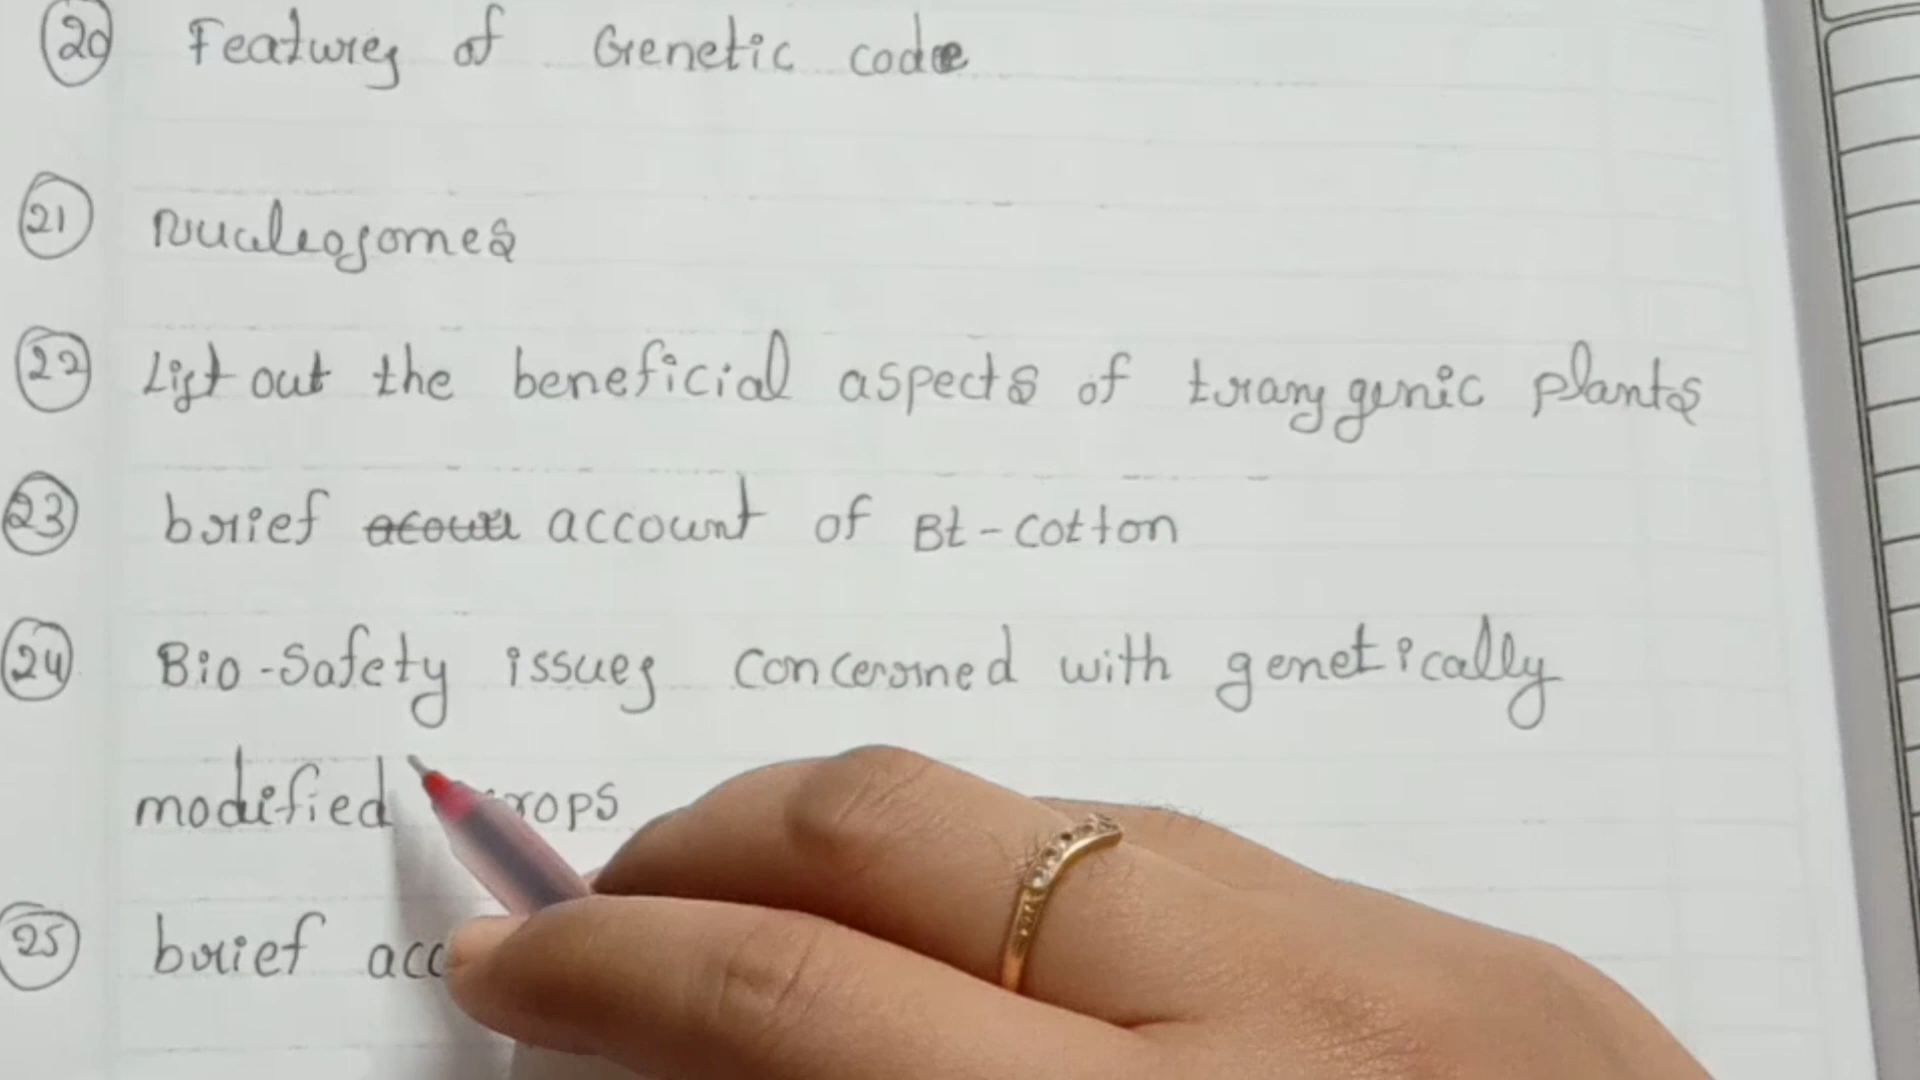 20 Features of Genetic code
21 Nucleosomes
22 List out the beneficial aspects of transgenic plants
23 brief acoun account of Bt-cotton
24 Bio-Safety issues concerned with genetically
modified crops
25 brief